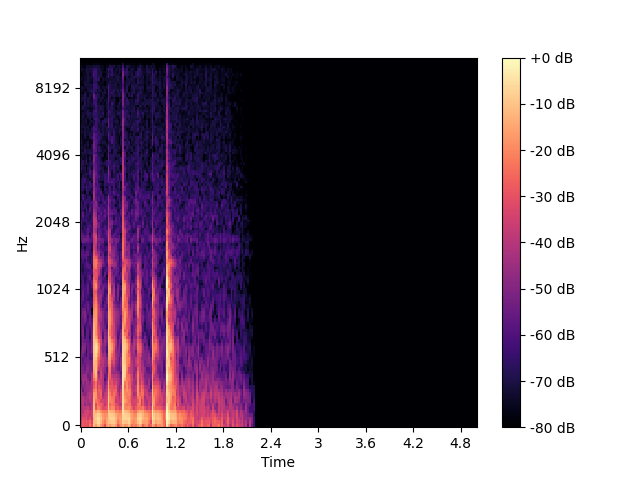 +0 dB
8192
-10 dB
4096
-20 dB
-30 dB
2048
Hz
-40 dB
1024
-50 dB
512
-60 dB
-70 dB
0
-80 dB
0 0.6 1.2 1.8 2.4 3 3.6 4.2 4.8
Time